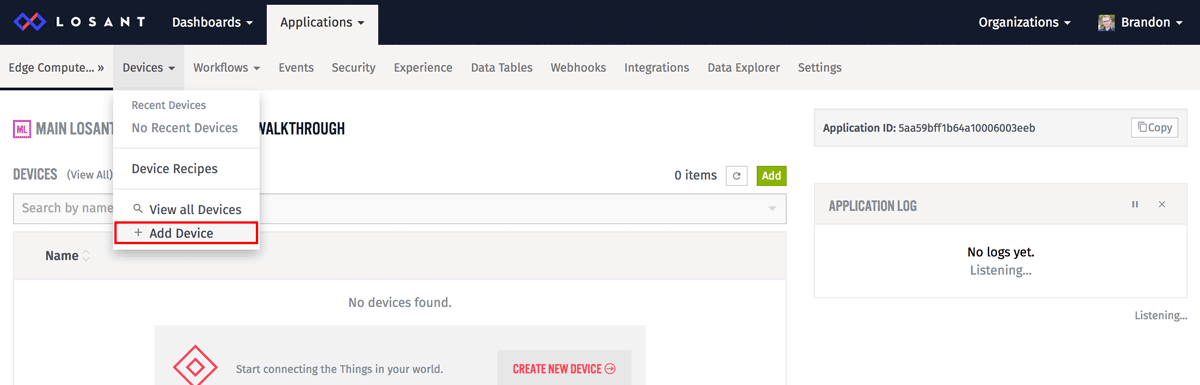 LOSANT Dashboards Applications Organizations Brandon
Edge Compute... » Devices Workflows Events Security Experience Data Tables Webhooks Integrations Data Explorer Settings
Recent Devices
No Recent Devices
ML MAIN LOSANT WALKTHROUGH
Application ID: 5aa59bff1b64a10006003eeb Copy
Device Recipes
DEVICES (View All) 0 items Add
View all Devices
Search by name
+ Add Device
APPLICATION LOG
Name
No logs yet.
Listening...
No devices found.
Listening...
Start connecting the Things in your world. CREATE NEW DEVICE